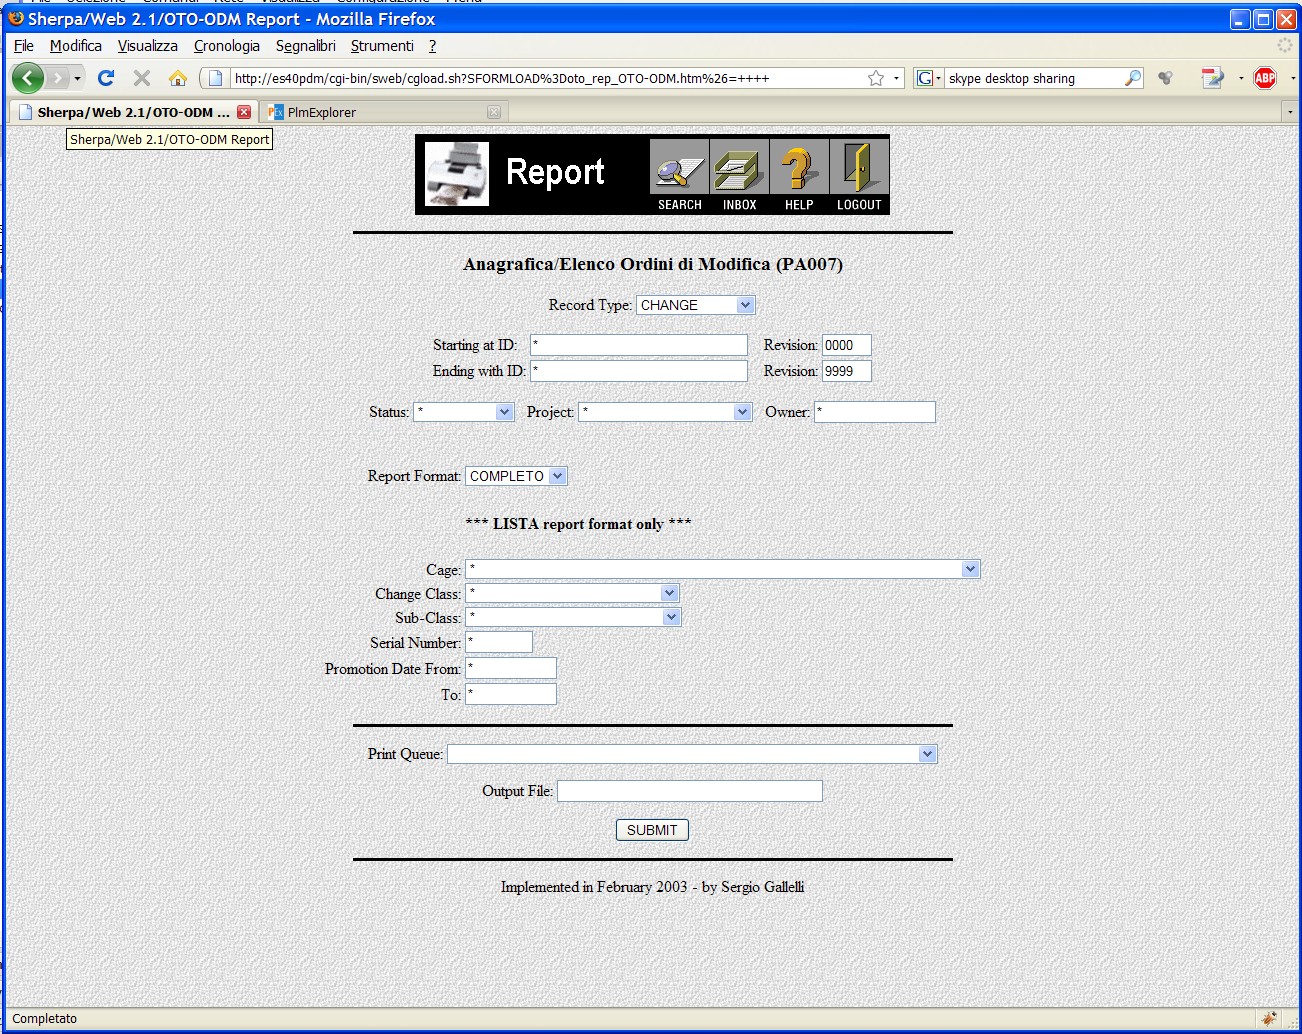 Sherpa/Web 2.1/OTO-ODM Report - Mozilla Firefox
File Modifica Visualizza Cronologia Segnalibri Strumenti ?
http://es40pdm/cgi-bin/sweb/cgload.sh?SFORMLOAD%3Doto_rep_OTO-ODM.htm%26=++++ G skype desktop sharing ABP
Sherpa/Web 2.1/OTO-ODM ... PEX PlmExplorer
Sherpa/Web 2.1/OTO-ODM Report
Report
SEARCH INBOX HELP LOGOUT
Anagrafica/Elenco Ordini di Modifica (PA007)
Record Type: CHANGE
Starting at ID: * Revision: 0000
Ending with ID: * Revision: 9999
Status: * Project: * Owner: *
Report Format: COMPLETO
*** LISTA report format only ***
Cage: *
Change Class: *
Sub-Class: *
Serial Number: *
Promotion Date From: *
To: *
Print Queue:
Output File:
SUBMIT
Implemented in February 2003 - by Sergio Gallelli
Completato